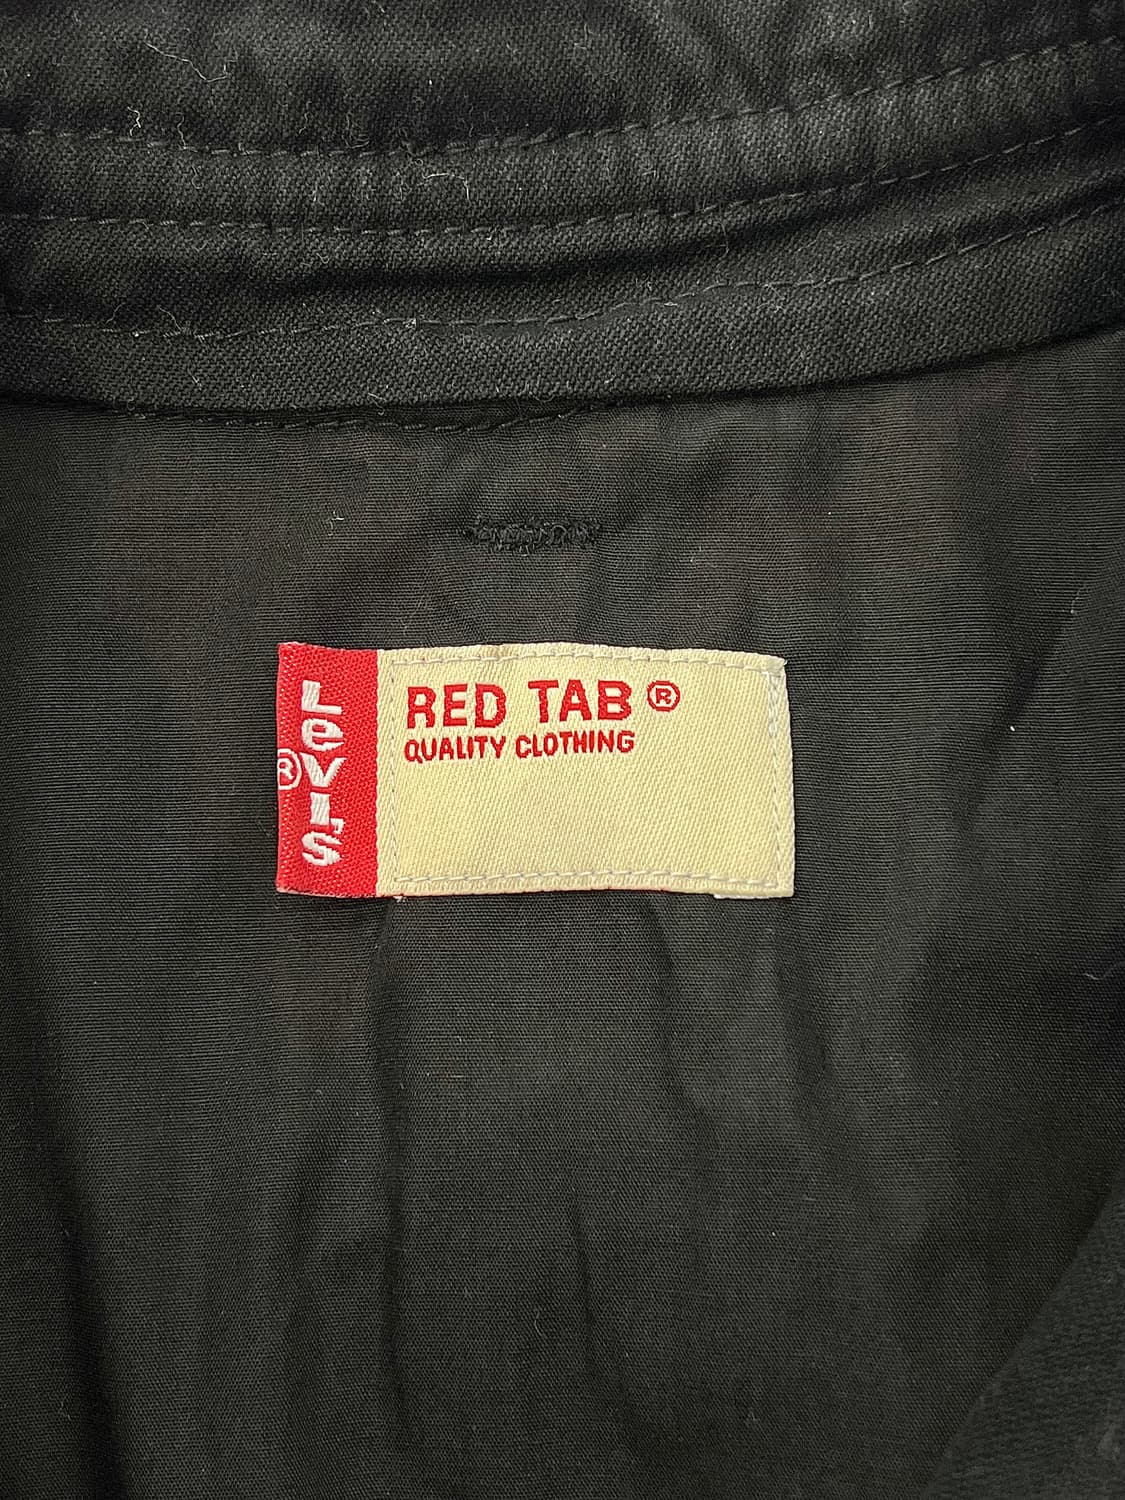 LeVI'S
®
RED TAB ®
QUALITY CLOTHING